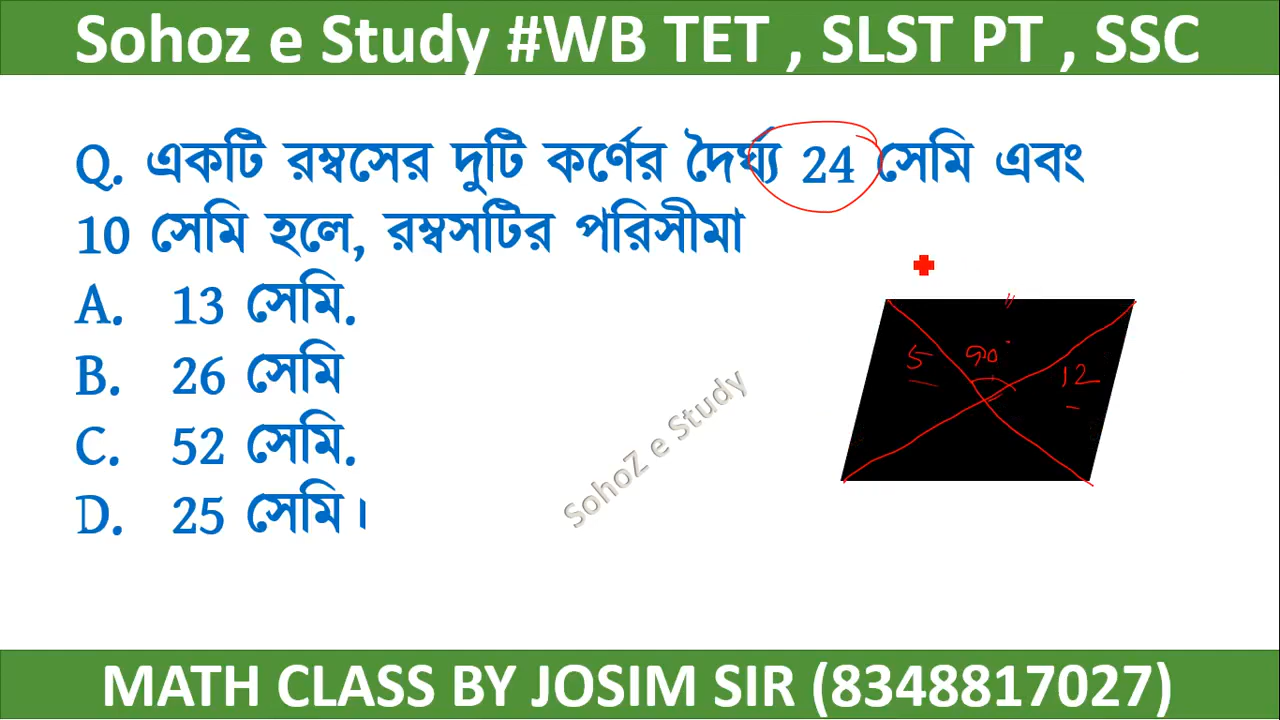 Sohoz e Study #WB TET , SLST PT , SSC
Q. একটি রম্বসের দুটি কর্ণের দৈর্ঘ্য 24 সেমি এবং
10 সেমি হলে, রম্বসটির পরিসীমা
A. 13 সেমি.
B. 26 সেমি
C. 52 সেমি.
D. 25 সেমি।
5 90° 12
SohoZ e Study
MATH CLASS BY JOSIM SIR (8348817027)